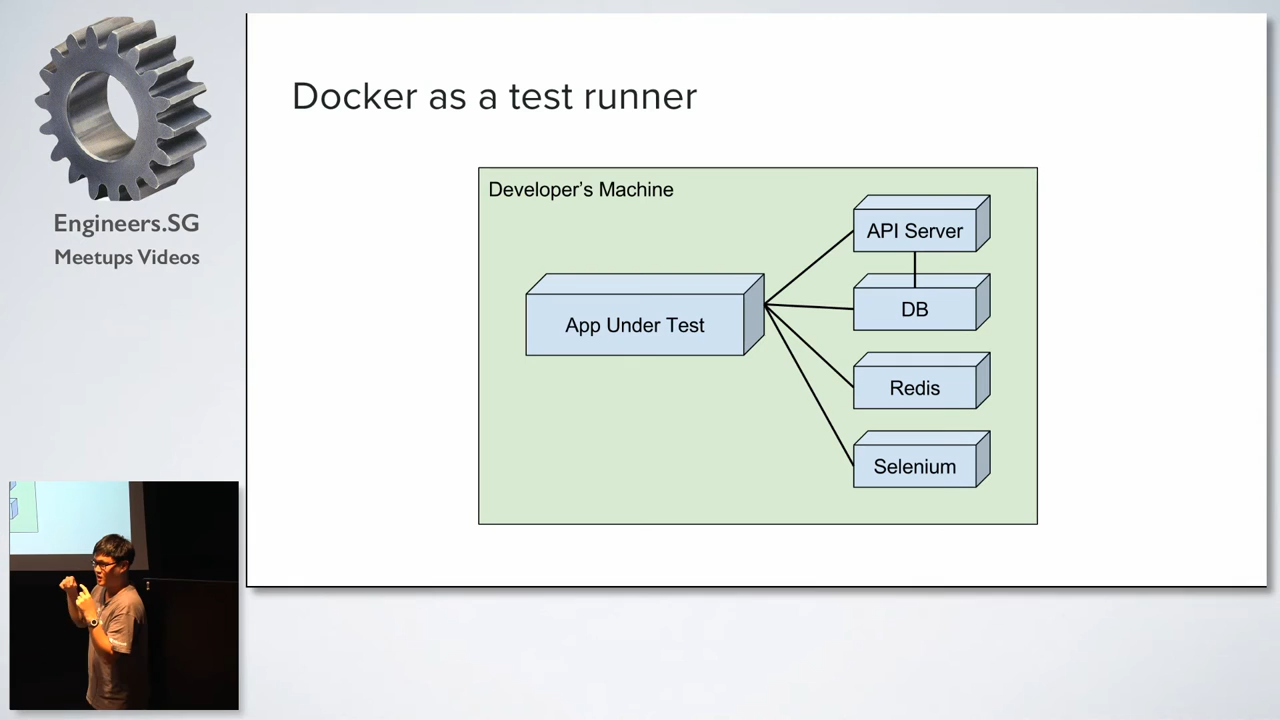 Engineers.SG
Meetups Videos
Docker as a test runner
Developer's Machine
App Under Test
API Server
DB
Redis
Selenium